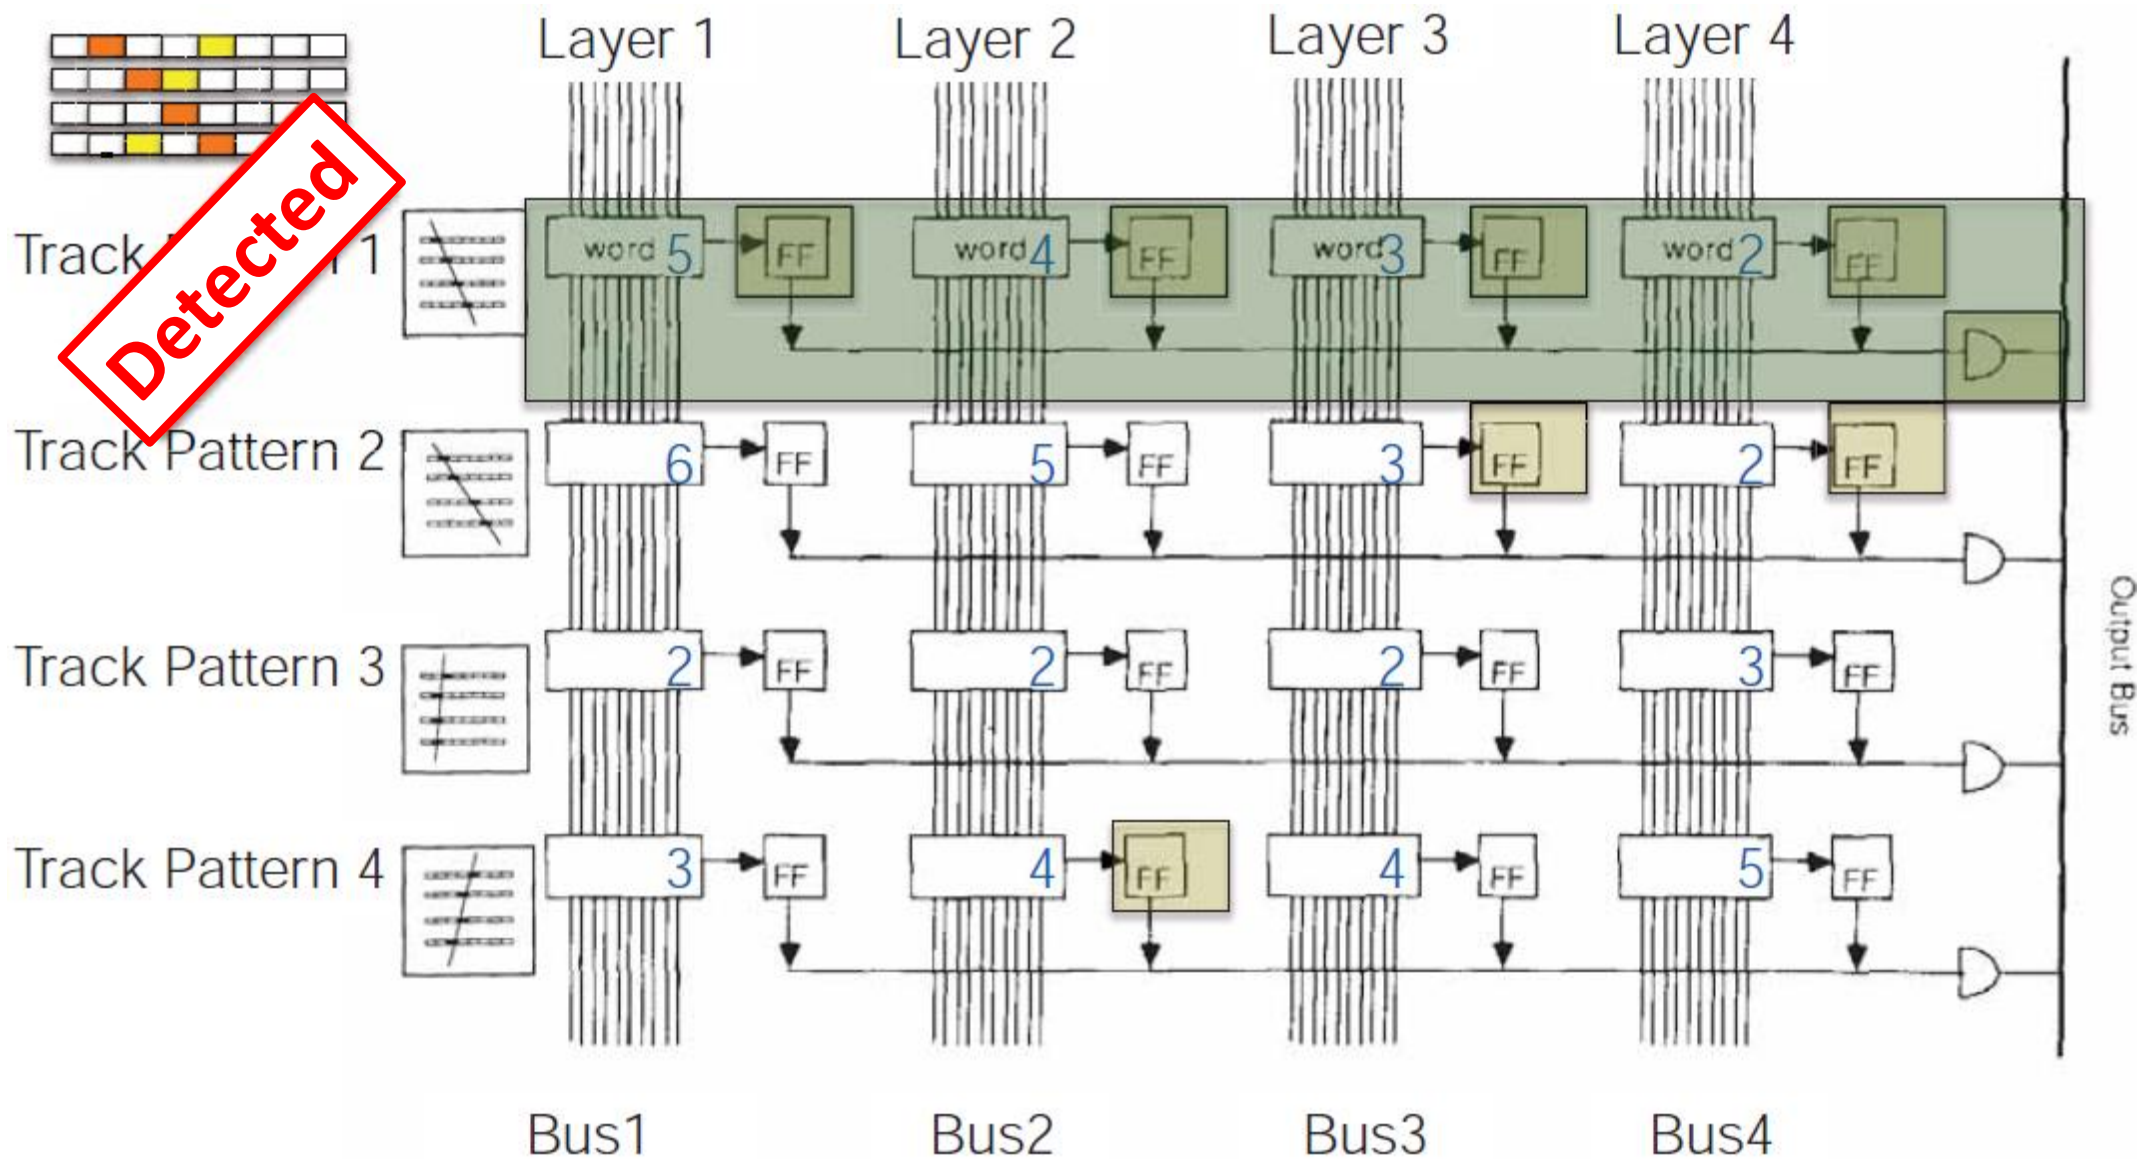 Layer 1 Layer 2 Layer 3 Layer 4
Detected
Track 1 word 5 FF word 4 FF word 3 FF word 2 FF
Track Pattern 2 6 FF 5 FF 3 FF 2 FF
Track Pattern 3 2 FF 2 FF 2 FF 3 FF
Track Pattern 4 3 FF 4 FF 4 FF 5 FF
Output Bus
Bus1 Bus2 Bus3 Bus4